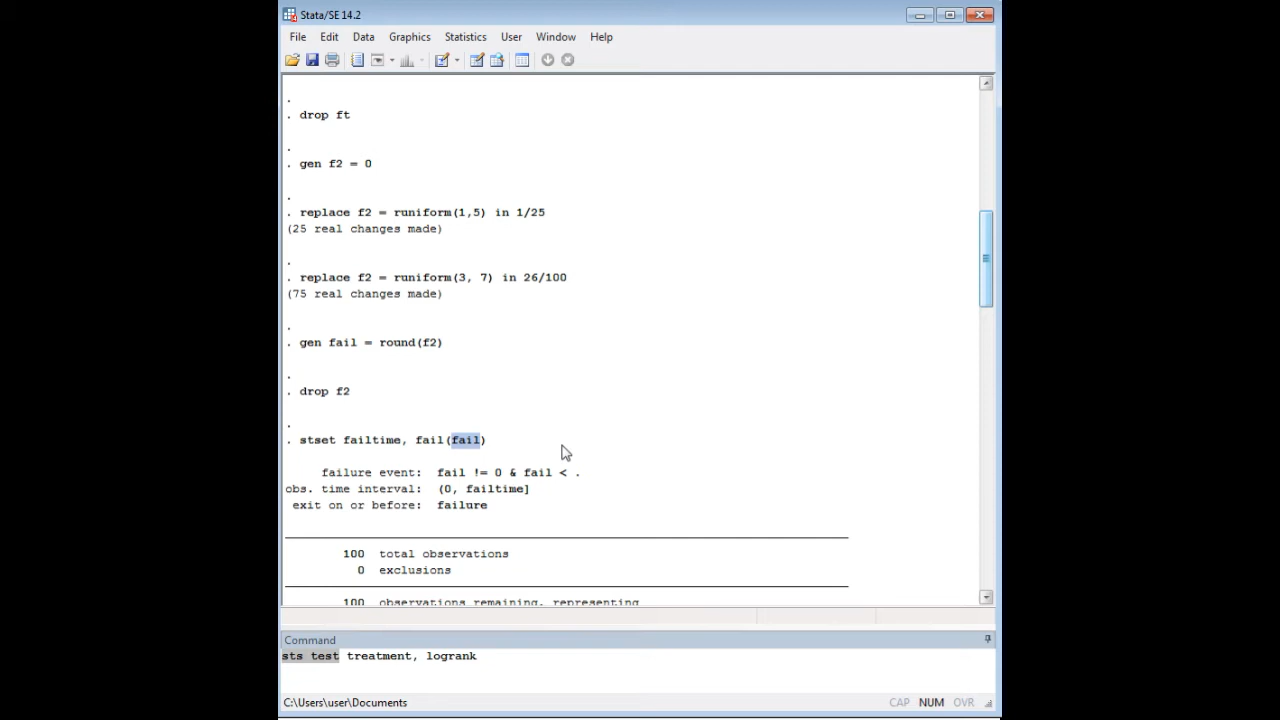 Stata/SE 14.2
File Edit Data Graphics Statistics User Window Help
.
. drop ft
.
. gen f2 = 0
.
. replace f2 = runiform(1,5) in 1/25
(25 real changes made)
.
. replace f2 = runiform(3, 7) in 26/100
(75 real changes made)
.
. gen fail = round(f2)
.
. drop f2
.
. stset failtime, fail(fail)
failure event: fail != 0 & fail < .
obs. time interval: (0, failtime]
exit on or before: failure
100 total observations
0 exclusions
100 observations remaining, representing
Command
sts test treatment, logrank
C:\Users\user\Documents CAP NUM OVR